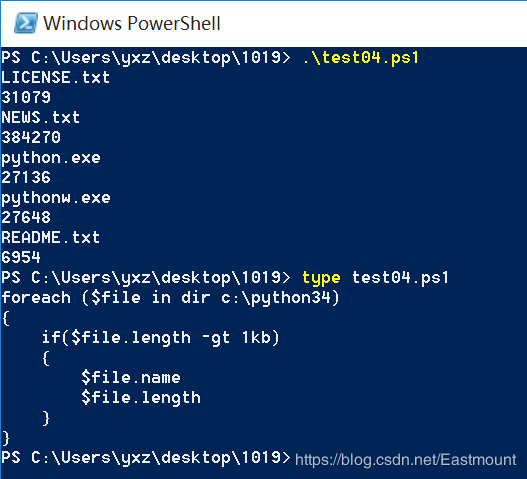 Windows PowerShell
PS C:\Users\yxz\desktop\1019> .\test04.ps1
LICENSE.txt
31079
NEWS.txt
384270
python.exe
27136
pythonw.exe
27648
README.txt
6954
PS C:\Users\yxz\desktop\1019> type test04.ps1
foreach ($file in dir c:\python34)
{
    if($file.length -gt 1kb)
    {
        $file.name
        $file.length
    }
}
PS C:\Users\yxz\desktop\1019> https://blog.csdn.net/Eastmount